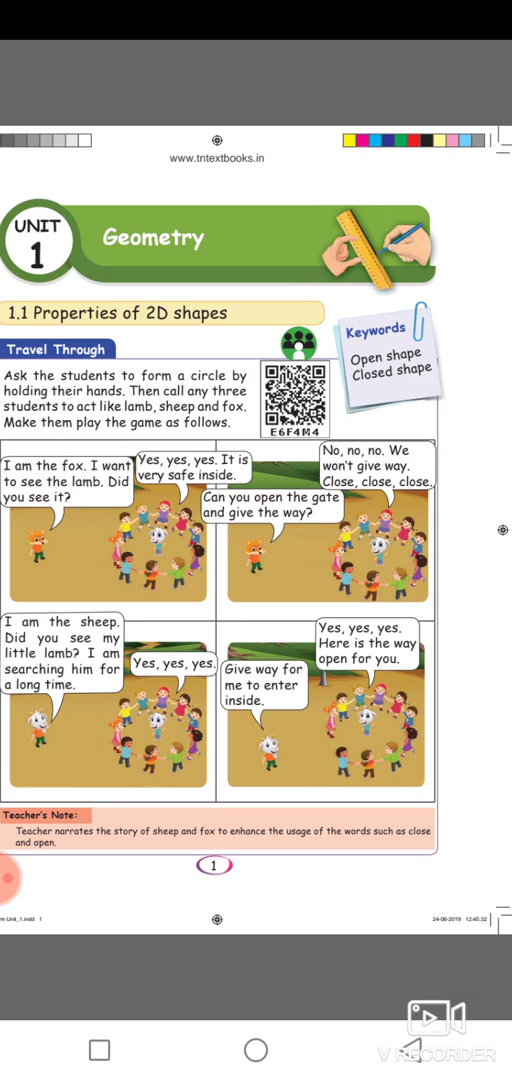 www.tntextbooks.in
UNIT
1
Geometry
1.1 Properties of 2D shapes
Travel Through
Keywords
Open shape
Closed shape
Ask the students to form a circle by
holding their hands. Then call any three
students to act like lamb, sheep and fox.
Make them play the game as follows.
E6F4M4
I am the fox. I want
to see the lamb. Did
you see it?
Yes, yes, yes. It is
very safe inside.
Can you open the gate
and give the way?
No, no, no. We
won't give way.
Close, close, close.
I am the sheep.
Did you see my
little lamb? I am
searching him for
a long time.
Yes, yes, yes.
Give way for
me to enter
inside.
Yes, yes, yes.
Here is the way
open for you.
Teacher's Note:
Teacher narrates the story of sheep and fox to enhance the usage of the words such as close
and open.
1
m Unit_1.indd 1
24-06-2019 12:45:32
V RECORDER